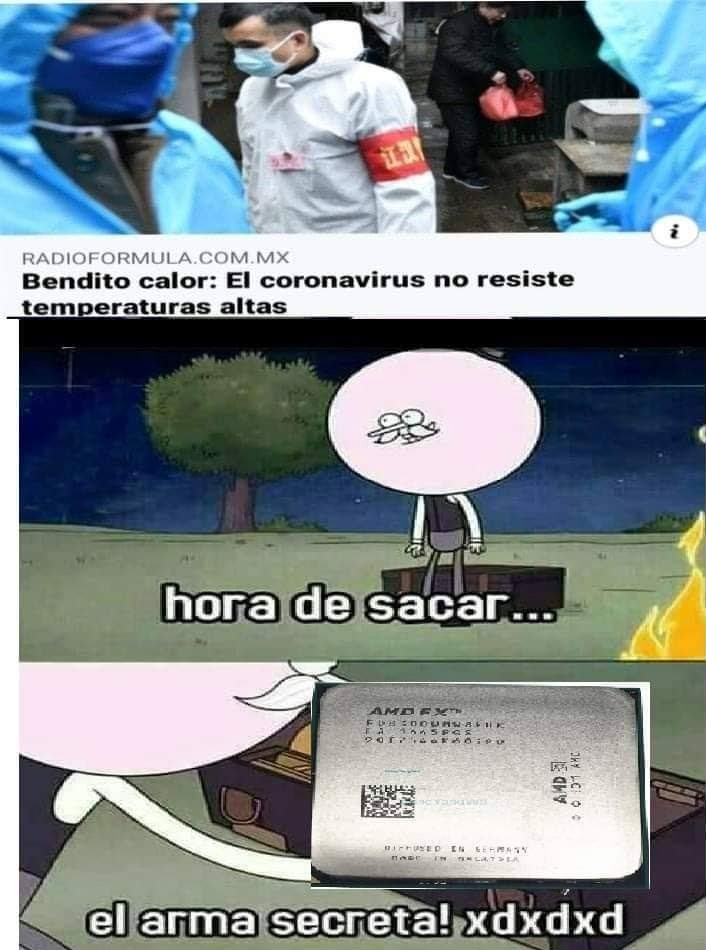 RADIOFORMULA.COM.MX
Bendito calor: El coronavirus no resiste
temperaturas altas
hora de sacar...
AMD FX™
AMD
DIFFUSED IN GERMANY
MADE IN MALAYSIA
el arma secreta! xdxdxd